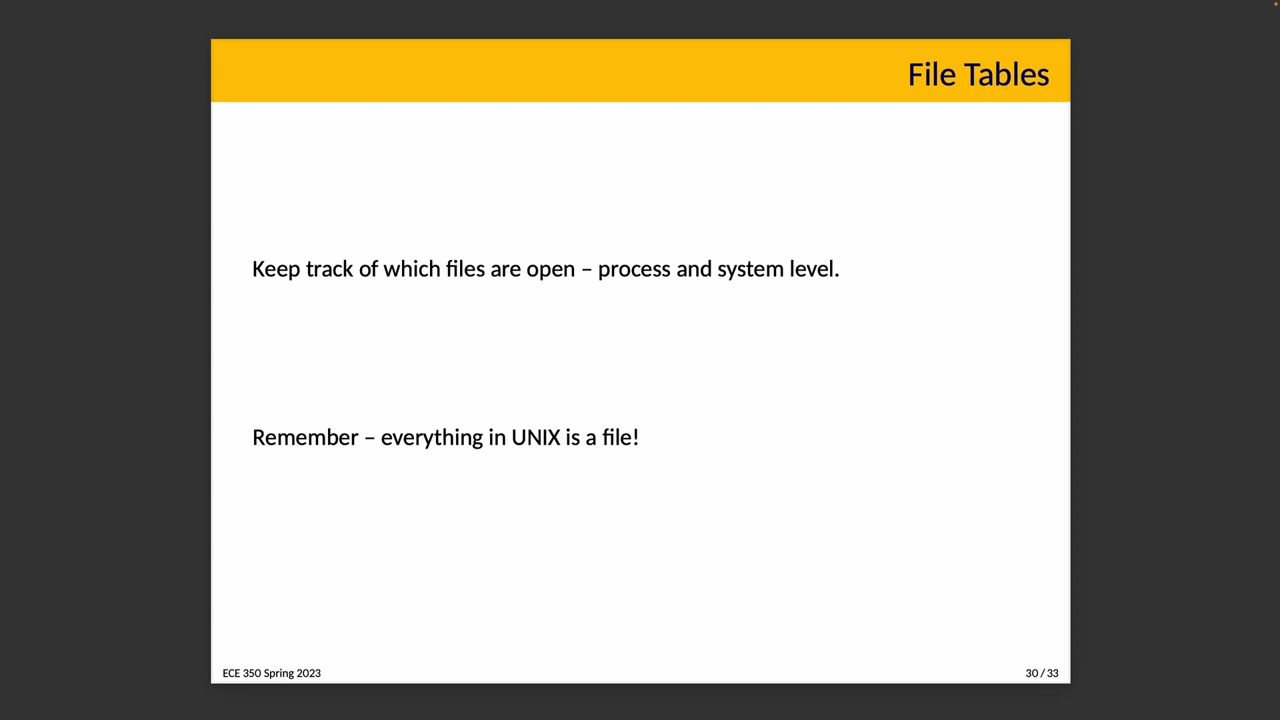 File Tables
Keep track of which files are open – process and system level.
Remember – everything in UNIX is a file!
ECE 350 Spring 2023
30 / 33